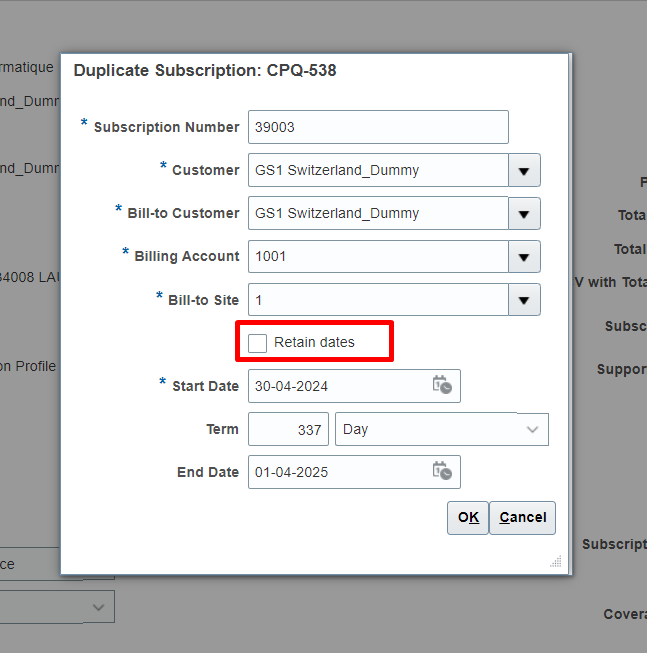 Duplicate Subscription: CPQ-538
* Subscription Number 39003
* Customer GS1 Switzerland_Dummy
* Bill-to Customer GS1 Switzerland_Dummy
* Billing Account 1001
* Bill-to Site 1
Retain dates
* Start Date 30-04-2024
Term 337 Day
End Date 01-04-2025
OK Cancel
rmatique
nd_Dumr
nd_Dumr
34008 LAU
on Profile
ce
P
Tota
Total
V with Tota
Subsc
Suppor
Subscript
Covera